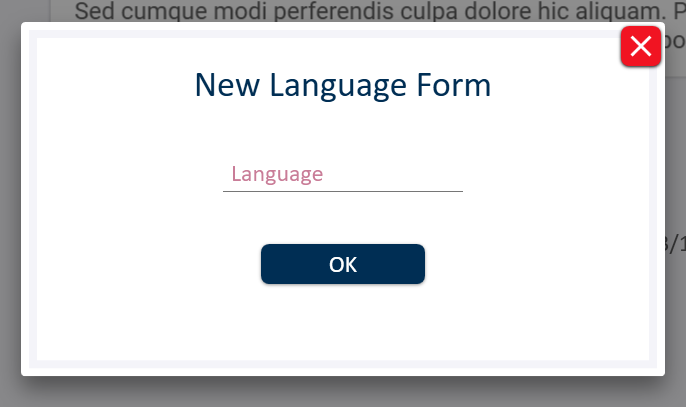 Sed cumque modi perferendis culpa dolore hic aliquam. P
New Language Form
Language
OK